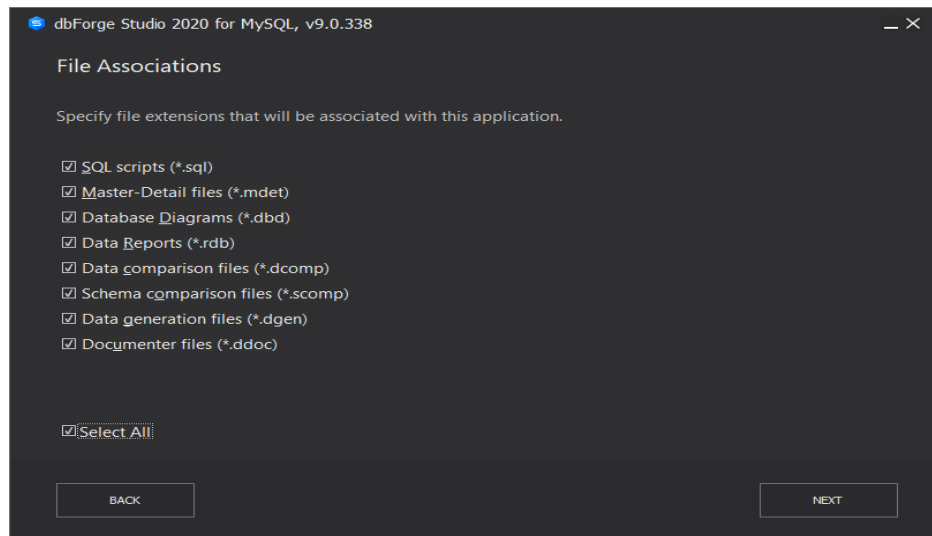 dbForge Studio 2020 for MySQL, v9.0.338
File Associations
Specify file extensions that will be associated with this application.
SQL scripts (*.sql)
Master-Detail files (*.mdet)
Database Diagrams (*.dbd)
Data Reports (*.rdb)
Data comparison files (*.dcomp)
Schema comparison files (*.scomp)
Data generation files (*.dgen)
Documenter files (*.ddoc)
Select All
BACK NEXT